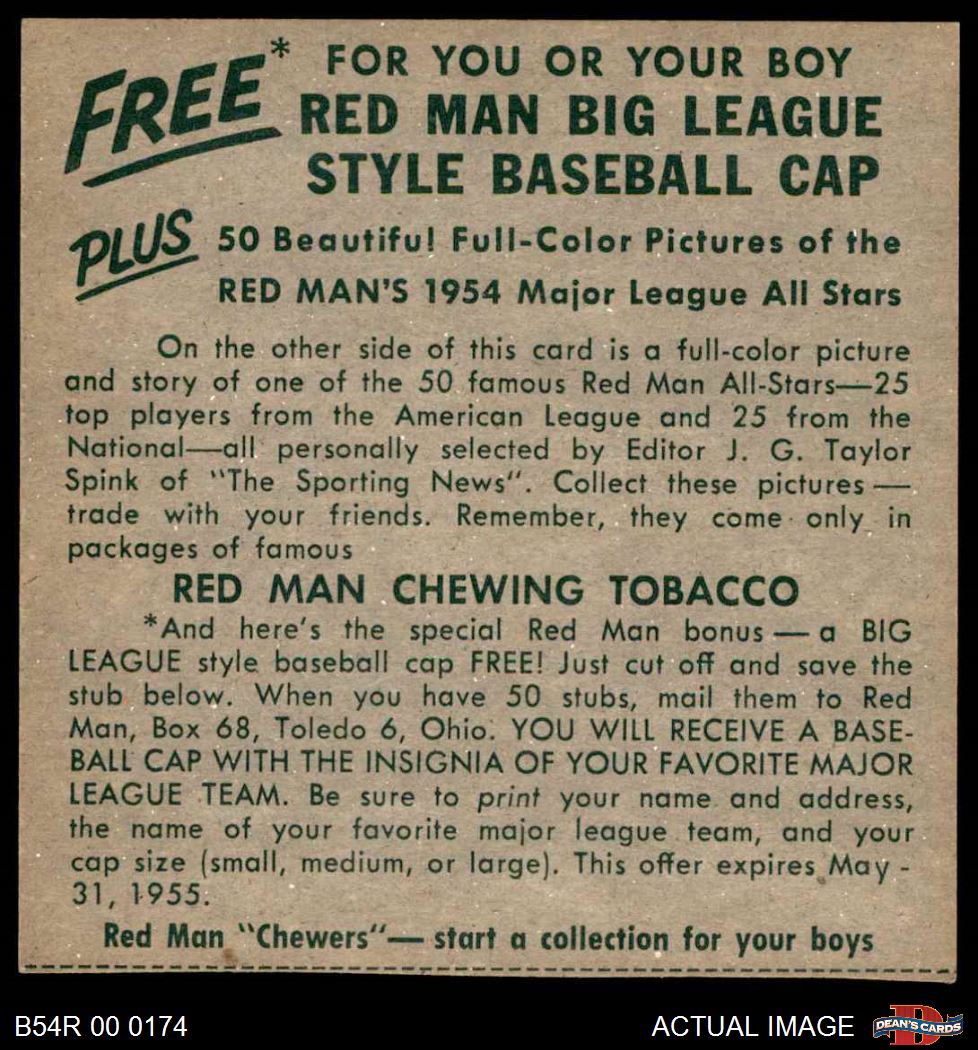 FREE* FOR YOU OR YOUR BOY
RED MAN BIG LEAGUE
STYLE BASEBALL CAP
PLUS 50 Beautiful Full-Color Pictures of the
RED MAN'S 1954 Major League All Stars
On the other side of this card is a full-color picture
and story of one of the 50 famous Red Man All-Stars—25
top players from the American League and 25 from the
National—all personally selected by Editor J. G. Taylor
Spink of "The Sporting News". Collect these pictures —
trade with your friends. Remember, they come only in
packages of famous
RED MAN CHEWING TOBACCO
*And here's the special Red Man bonus — a BIG
LEAGUE style baseball cap FREE! Just cut off and save the
stub below. When you have 50 stubs, mail them to Red
Man, Box 68, Toledo 6, Ohio. YOU WILL RECEIVE A BASE-
BALL CAP WITH THE INSIGNIA OF YOUR FAVORITE MAJOR
LEAGUE TEAM. Be sure to print your name and address,
the name of your favorite major league team, and your
cap size (small, medium, or large). This offer expires May
31, 1955.
Red Man "Chewers"— start a collection for your boys
B54R 00 0174
ACTUAL IMAGE
D
DEAN'S CARDS